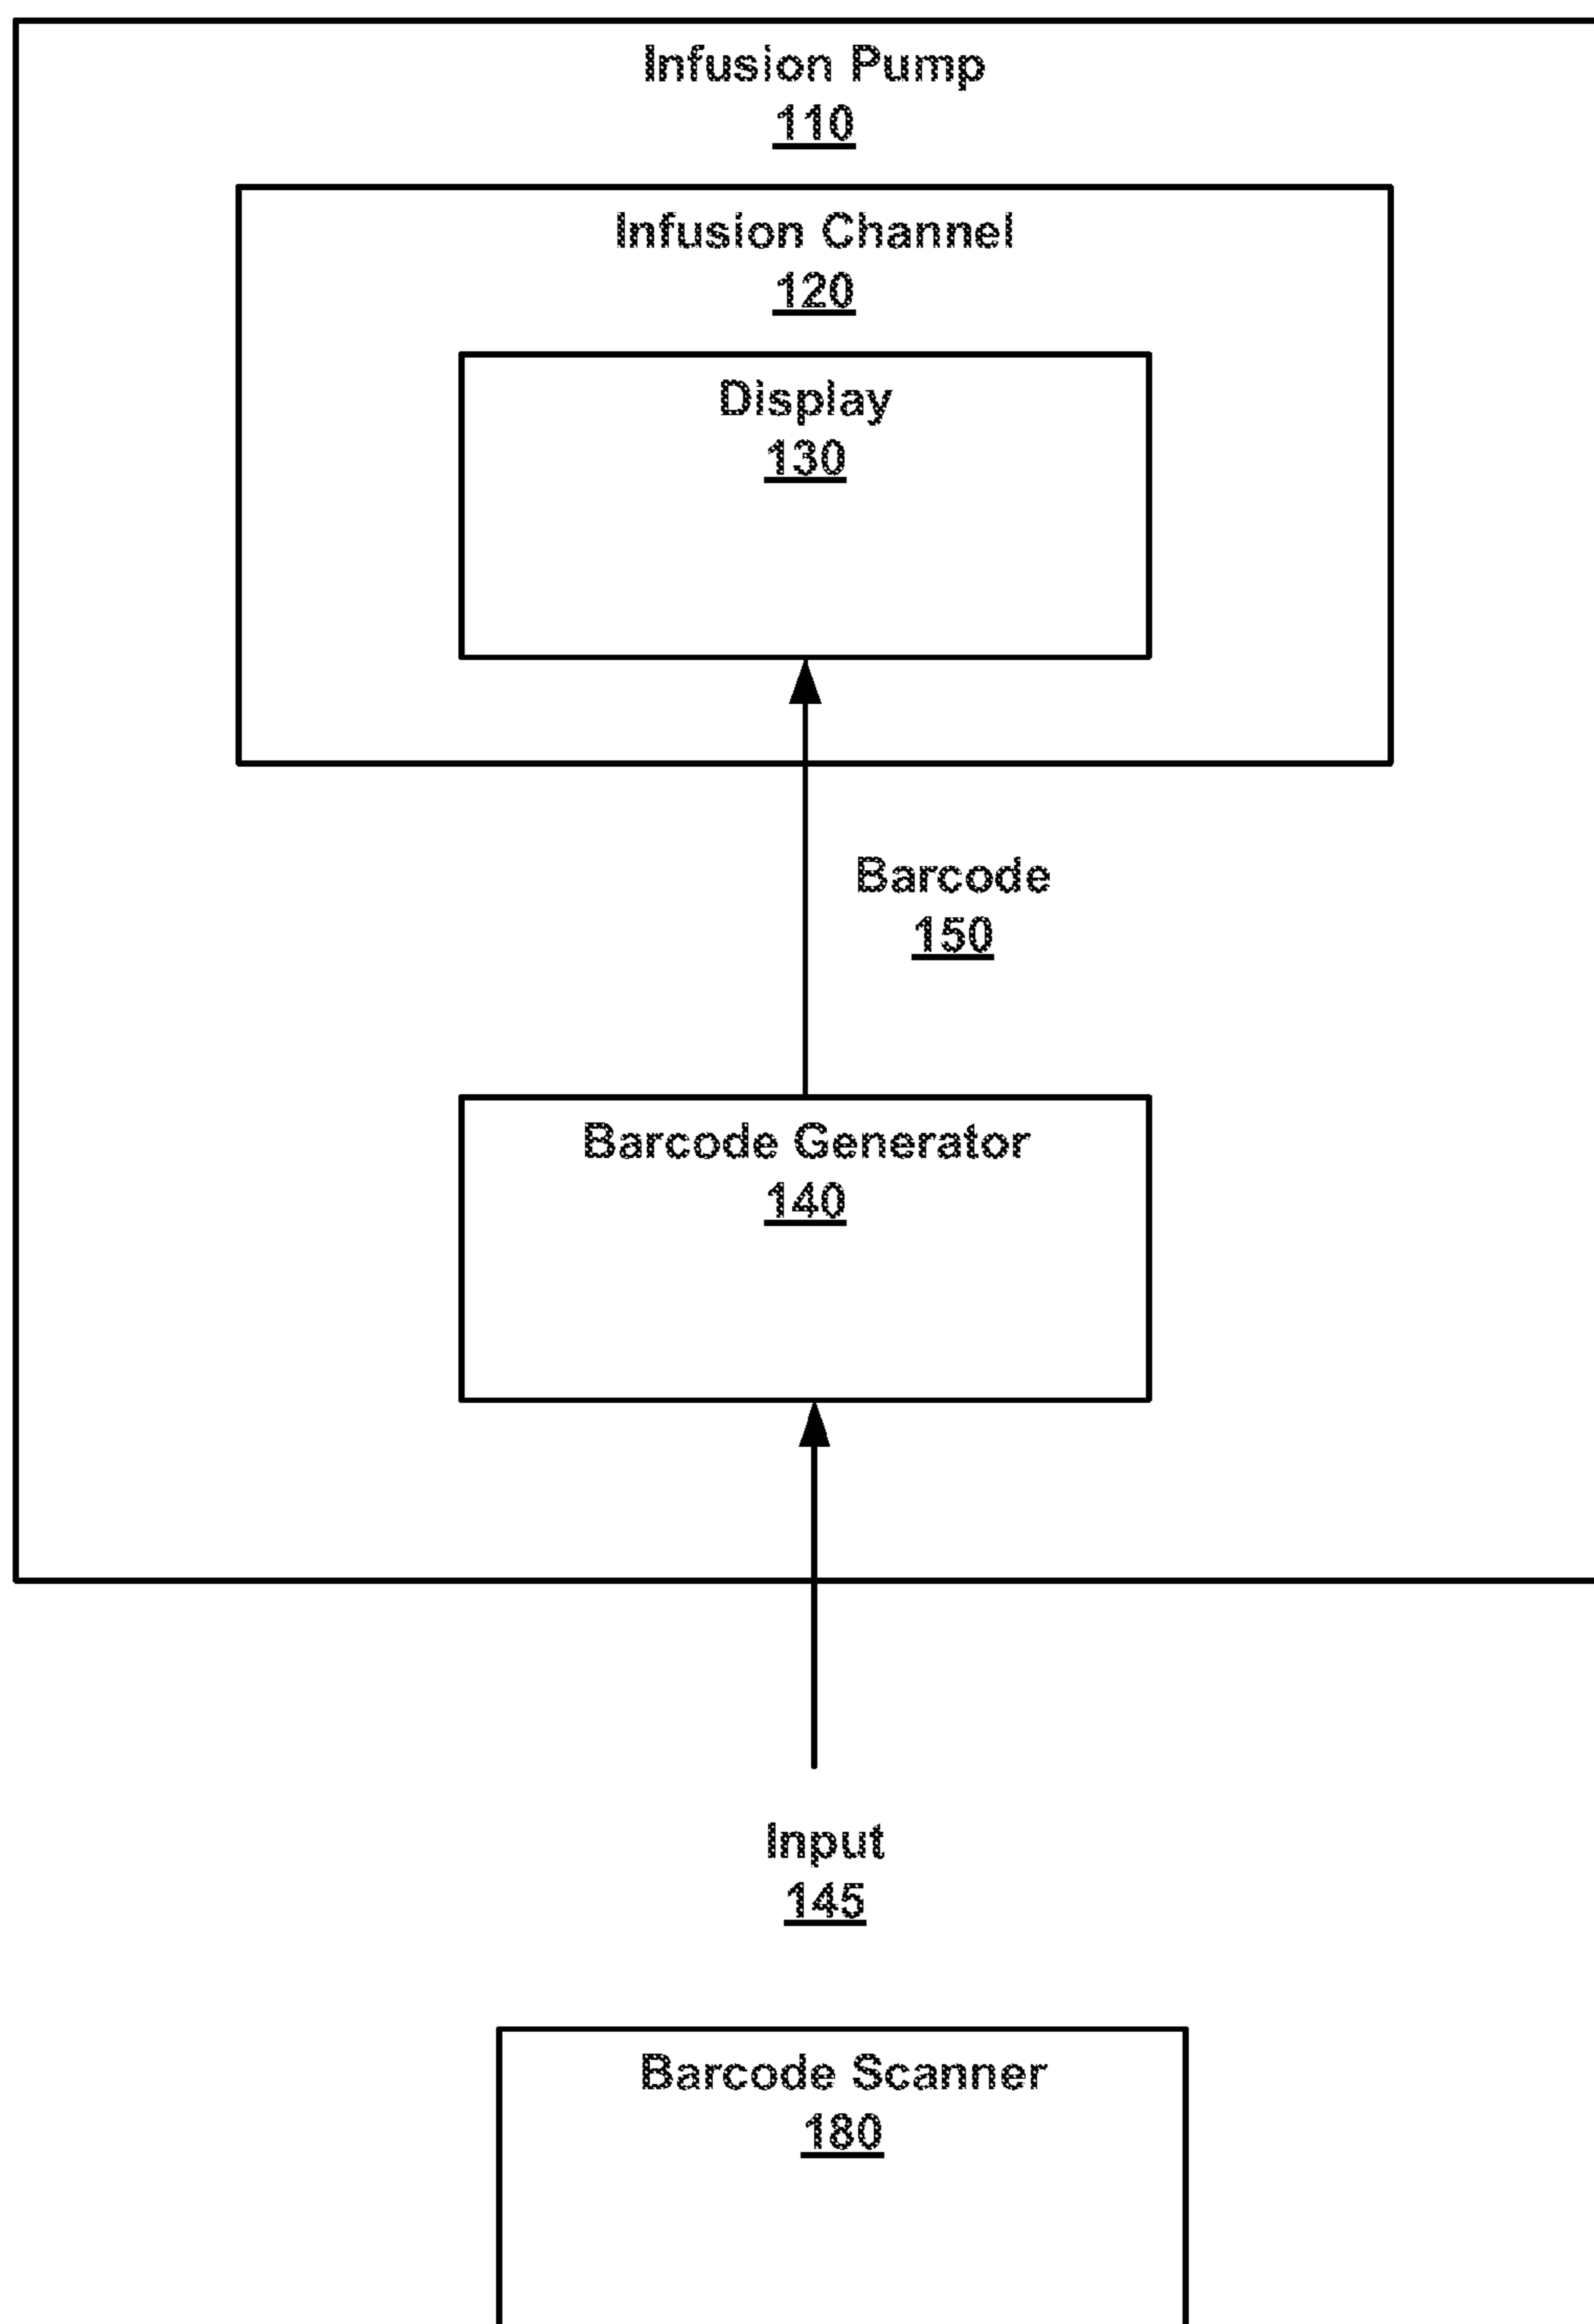 Infusion Pump
110
Infusion Channel
120
Display
130
Barcode
150
Barcode Generator
140
Input
145
Barcode Scanner
180